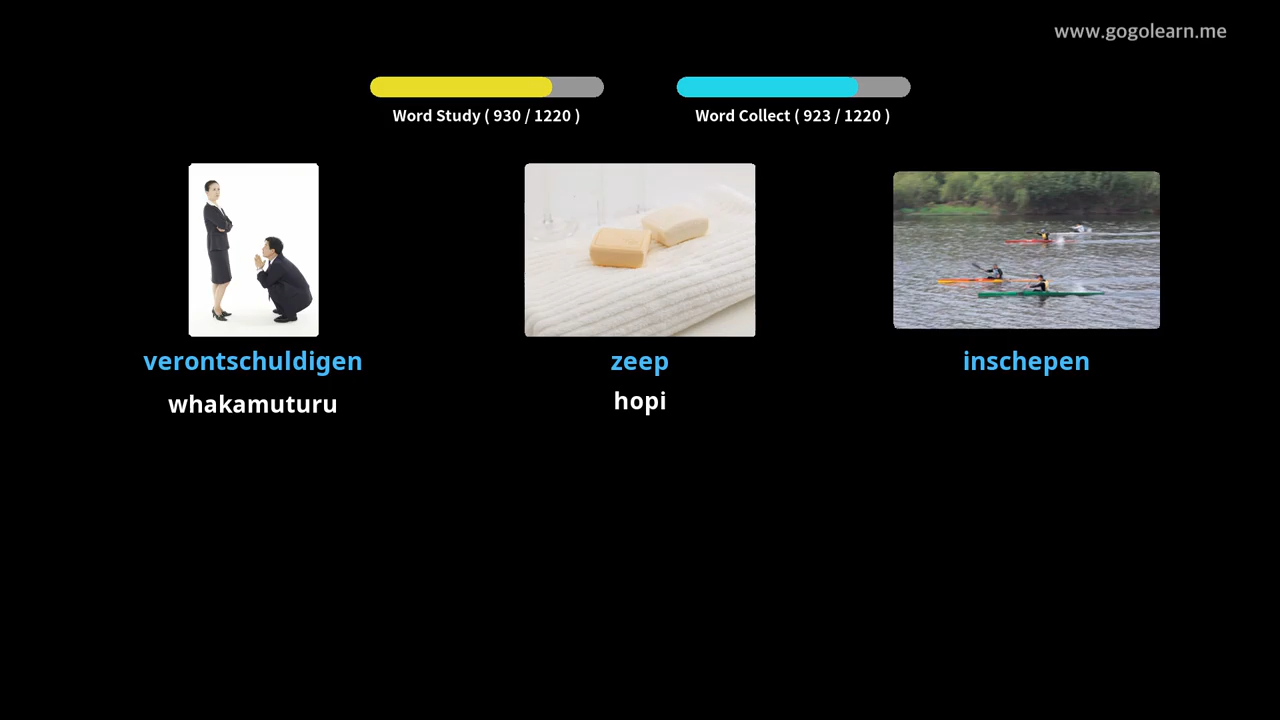 www.gogolearn.me
Word Study ( 930 / 1220 )
Word Collect ( 923 / 1220 )
verontschuldigen
zeep
inschepen
whakamuturu
hopi